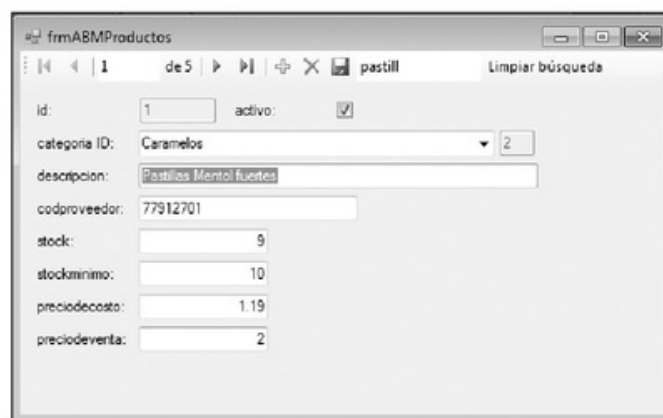 frmABMProductos
1 de 5 pastill Limpiar búsqueda
id: 1 activo:
categoria ID: Caramelos 2
descripcion: Pastillas Mentol fuertes
codproveedor: 77912701
stock: 9
stockminimo: 10
preciodecosto: 1.19
preciodeventa: 2